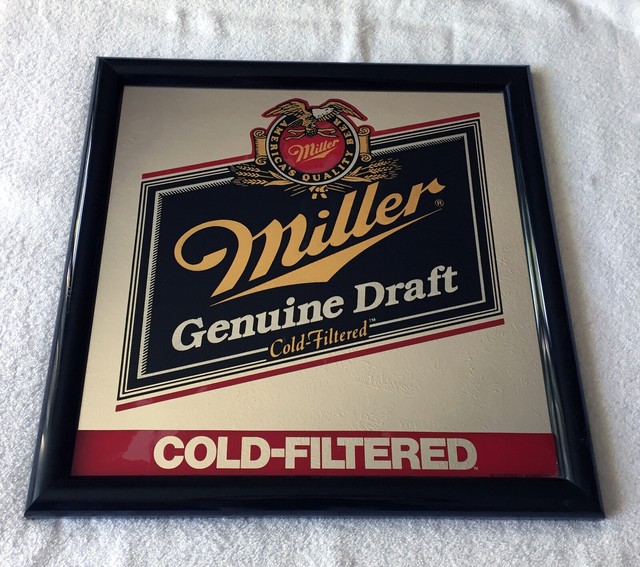 AMERICA'S QUALITY BEER
Miller
Miller ®
Genuine Draft
Cold-Filtered™
COLD-FILTERED